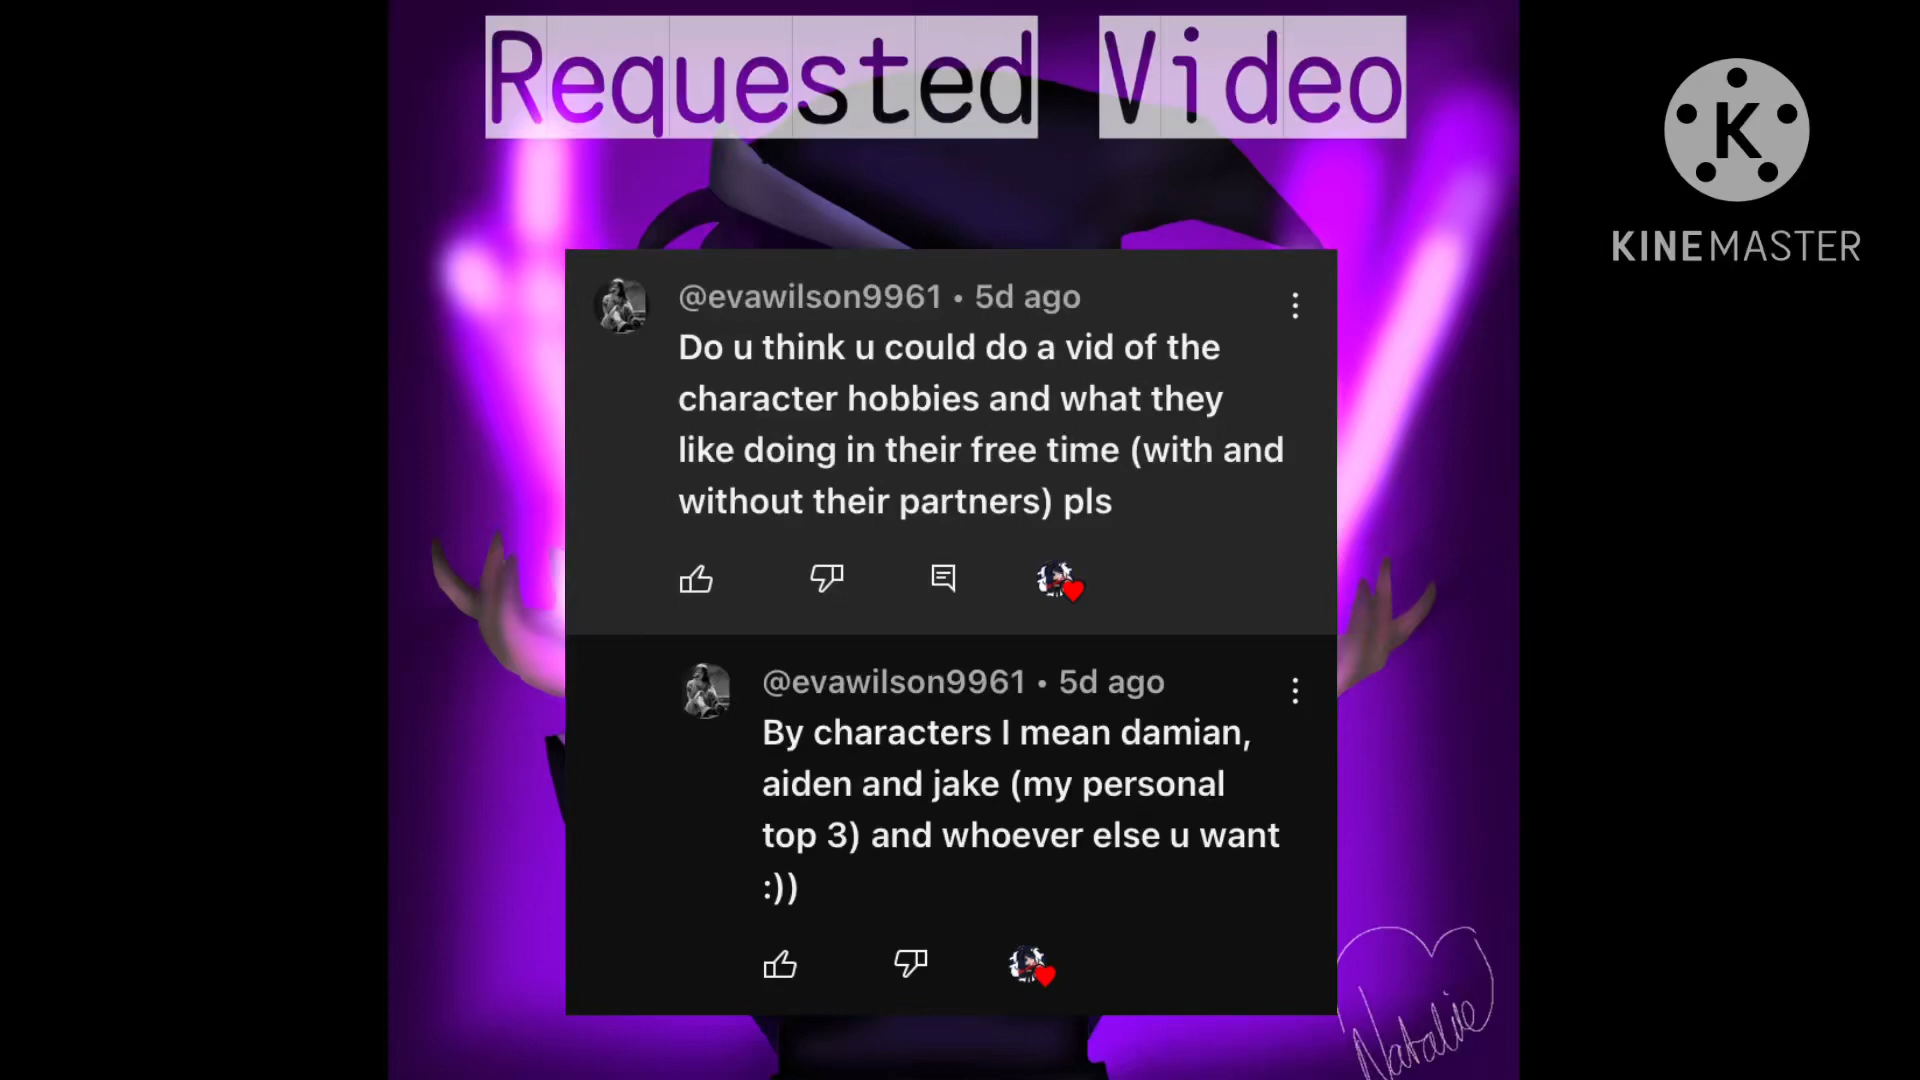 Requested Video
K
KINEMASTER
@evawilson9961 • 5d ago
Do u think u could do a vid of the
character hobbies and what they
like doing in their free time (with and
without their partners) pls
@evawilson9961 • 5d ago
By characters I mean damian,
aiden and jake (my personal
top 3) and whoever else u want
:))
Natalie